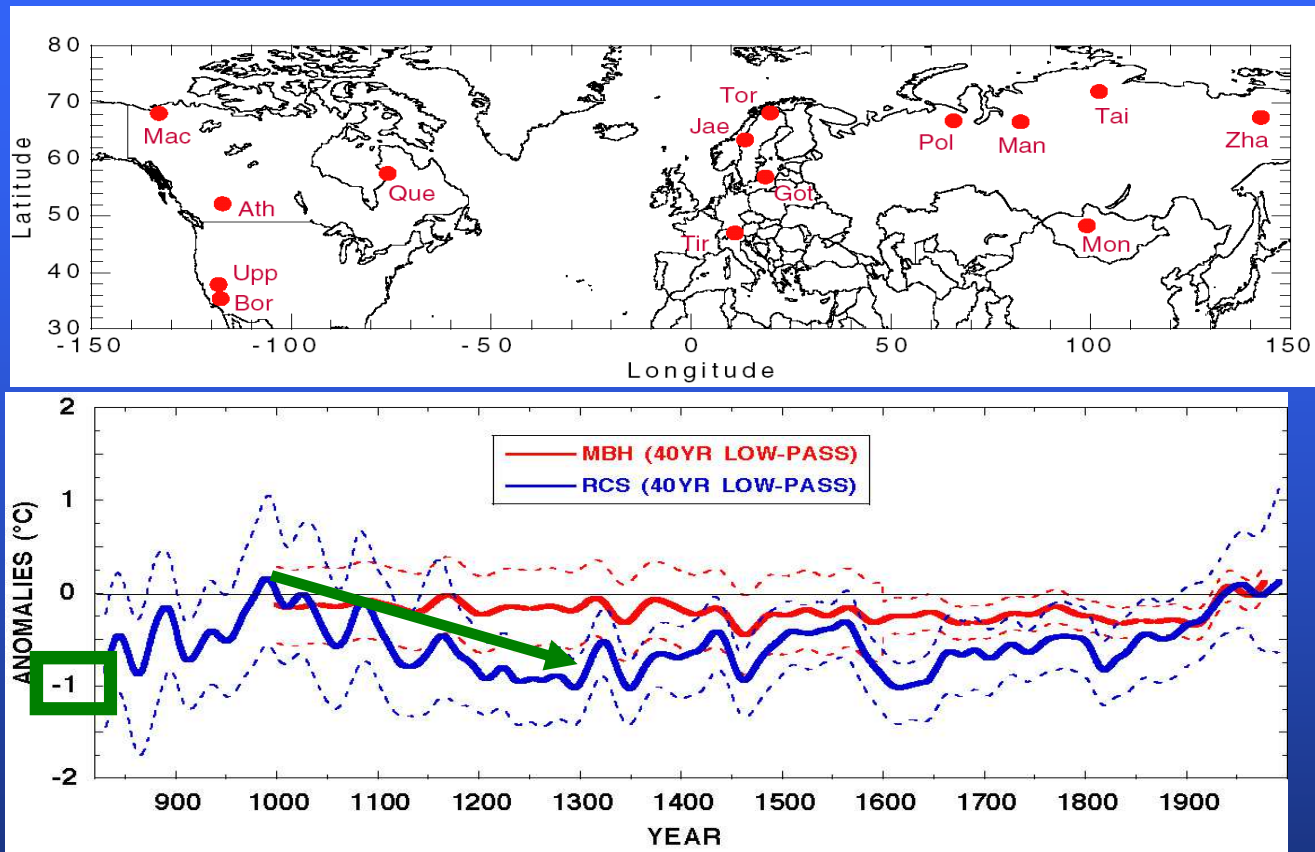 80
70
60
50
40
30
Latitude
Mac
Ath
Que
Upp
Bor
Tor
Jae
Got
Tir
Pol
Man
Tai
Zha
Mon
-150 -100 -50 0 50 100 150
Longitude
2
1
0
-1
-2
ANOMALIES (°C)
MBH (40YR LOW-PASS)
RCS (40YR LOW-PASS)
900 1000 1100 1200 1300 1400 1500 1600 1700 1800 1900
YEAR